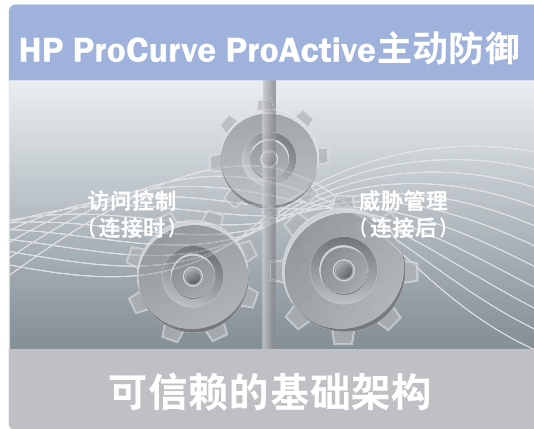 HP ProCurve ProActive主动防御
访问控制
（连接时）
威胁管理
（连接后）
可信赖的基础架构